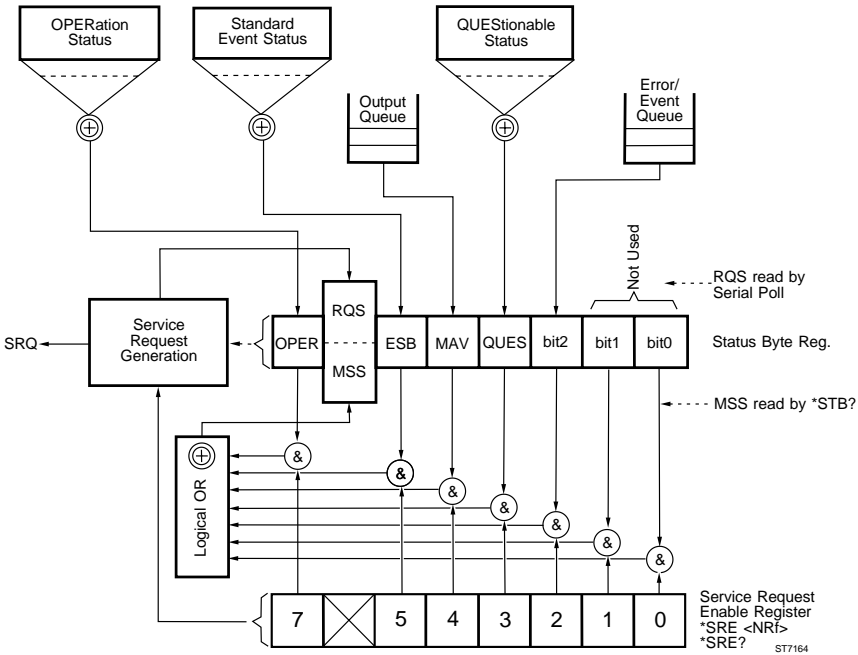 OPERation
Status
Standard
Event Status
QUEStionable
Status
Output
Queue
Error/
Event
Queue
Not Used
RQS read by
Serial Poll
SRQ
Service
Request
Generation
OPER
RQS
MSS
ESB
MAV
QUES
bit2
bit1
bit0
Status Byte Reg.
MSS read by *STB?
Logical OR
&
&
&
&
&
&
&
7
5
4
3
2
1
0
Service Request
Enable Register
*SRE <NRf>
*SRE?
ST7164